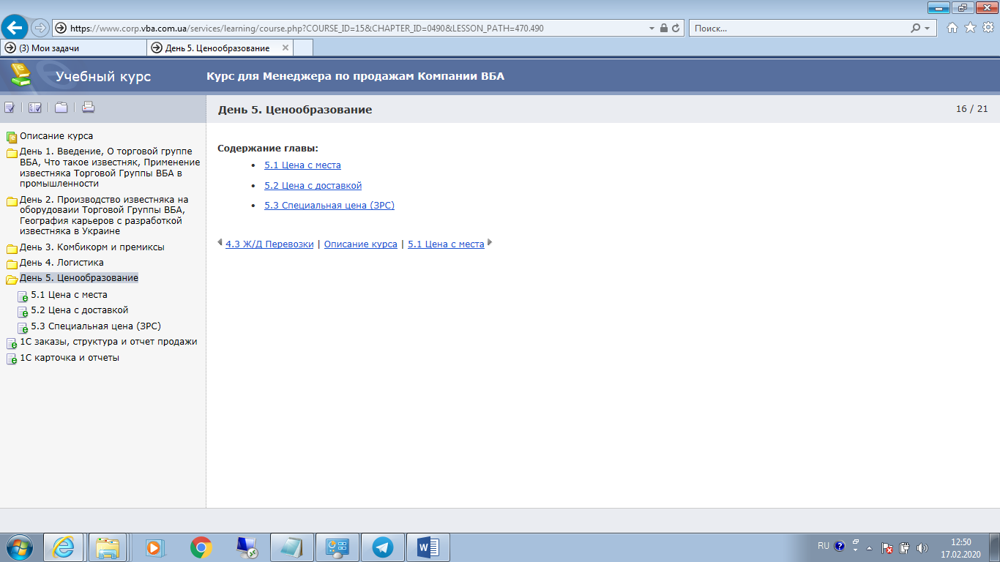 https://www.corp.vba.com.ua/services/learning/course.php?COURSE_ID=15&CHAPTER_ID=0490&LESSON_PATH=470.490
Поиск...
(3) Мои задачи
День 5. Ценообразование
Учебный курс
Курс для Менеджера по продажам Компании ВБА
День 5. Ценообразование
16 / 21
Описание курса
День 1. Введение, О торговой группе
ВБА, Что такое известняк, Применение
известняка Торговой Группы ВБА в
промышленности
День 2. Производство известняка на
оборудоваии Торговой Группы ВБА,
География карьеров с разработкой
известняка в Украине
День 3. Комбикорм и премиксы
День 4. Логистика
День 5. Ценообразование
5.1 Цена с места
5.2 Цена с доставкой
5.3 Специальная цена (ЗРС)
1С заказы, структура и отчет продажи
1С карточка и отчеты
Содержание главы:
• 5.1 Цена с места
• 5.2 Цена с доставкой
• 5.3 Специальная цена (ЗРС)
4.3 Ж/Д Перевозки | Описание курса | 5.1 Цена с места
RU
12:50
17.02.2020